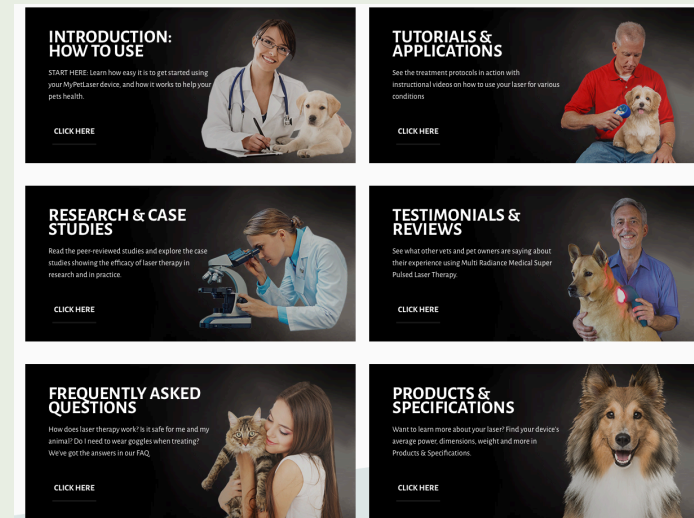 INTRODUCTION:
HOW TO USE
START HERE: Learn how easy it is to get started using
your MyPetLaser device, and how it works to help your
pets health.
CLICK HERE
TUTORIALS &
APPLICATIONS
See the treatment protocols in action with
instructional videos on how to use your laser for various
conditions
CLICK HERE
RESEARCH & CASE
STUDIES
Read the peer-reviewed studies and explore the case
studies showing the efficacy of laser therapy in
research and in practice.
CLICK HERE
TESTIMONIALS &
REVIEWS
See what other vets and pet owners are saying about
their experience using Multi Radiance Medical Super
Pulsed Laser Therapy.
CLICK HERE
FREQUENTLY ASKED
QUESTIONS
How does laser therapy work? Is it safe for me and my
animal? Do I need to wear goggles when treating?
We've got the answers in our FAQ.
CLICK HERE
PRODUCTS &
SPECIFICATIONS
Want to learn more about your laser? Find your device's
average power, dimensions, weight and more in
Products & Specifications.
CLICK HERE